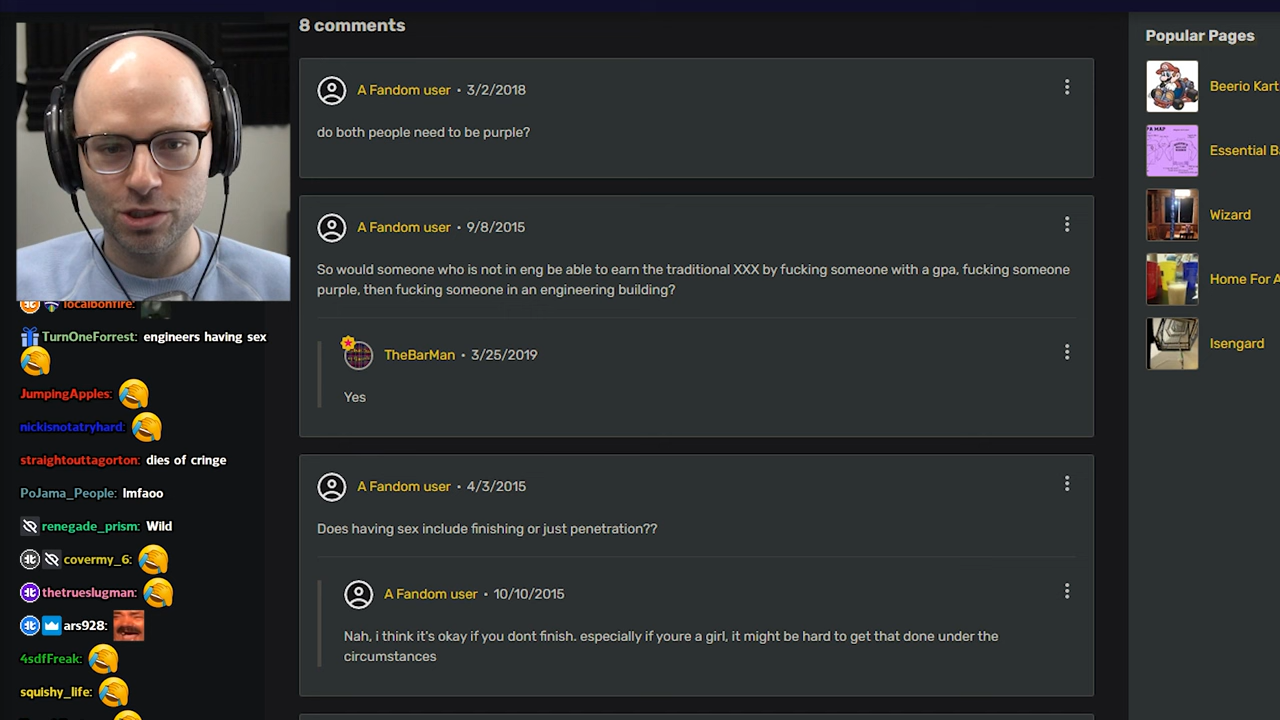 8 comments
A Fandom user • 3/2/2018
do both people need to be purple?
A Fandom user • 9/8/2015
So would someone who is not in eng be able to earn the traditional XXX by fucking someone with a gpa, fucking someone
purple, then fucking someone in an engineering building?
TheBarMan • 3/25/2019
Yes
A Fandom user • 4/3/2015
Does having sex include finishing or just penetration??
A Fandom user • 10/10/2015
Nah, i think it's okay if you dont finish. especially if youre a girl, it might be hard to get that done under the
circumstances
Popular Pages
Beerio Kart
Essential B
Wizard
Home For A
Isengard
localbonfire:
TurnOneForrest: engineers having sex
JumpingApples:
nickisnotatryhard:
straightouttagorton: dies of cringe
PoJama_People: lmfaoo
renegade_prism: Wild
covermy_6:
thetrueslugman:
ars928:
4sdfFreak:
squishy_life: